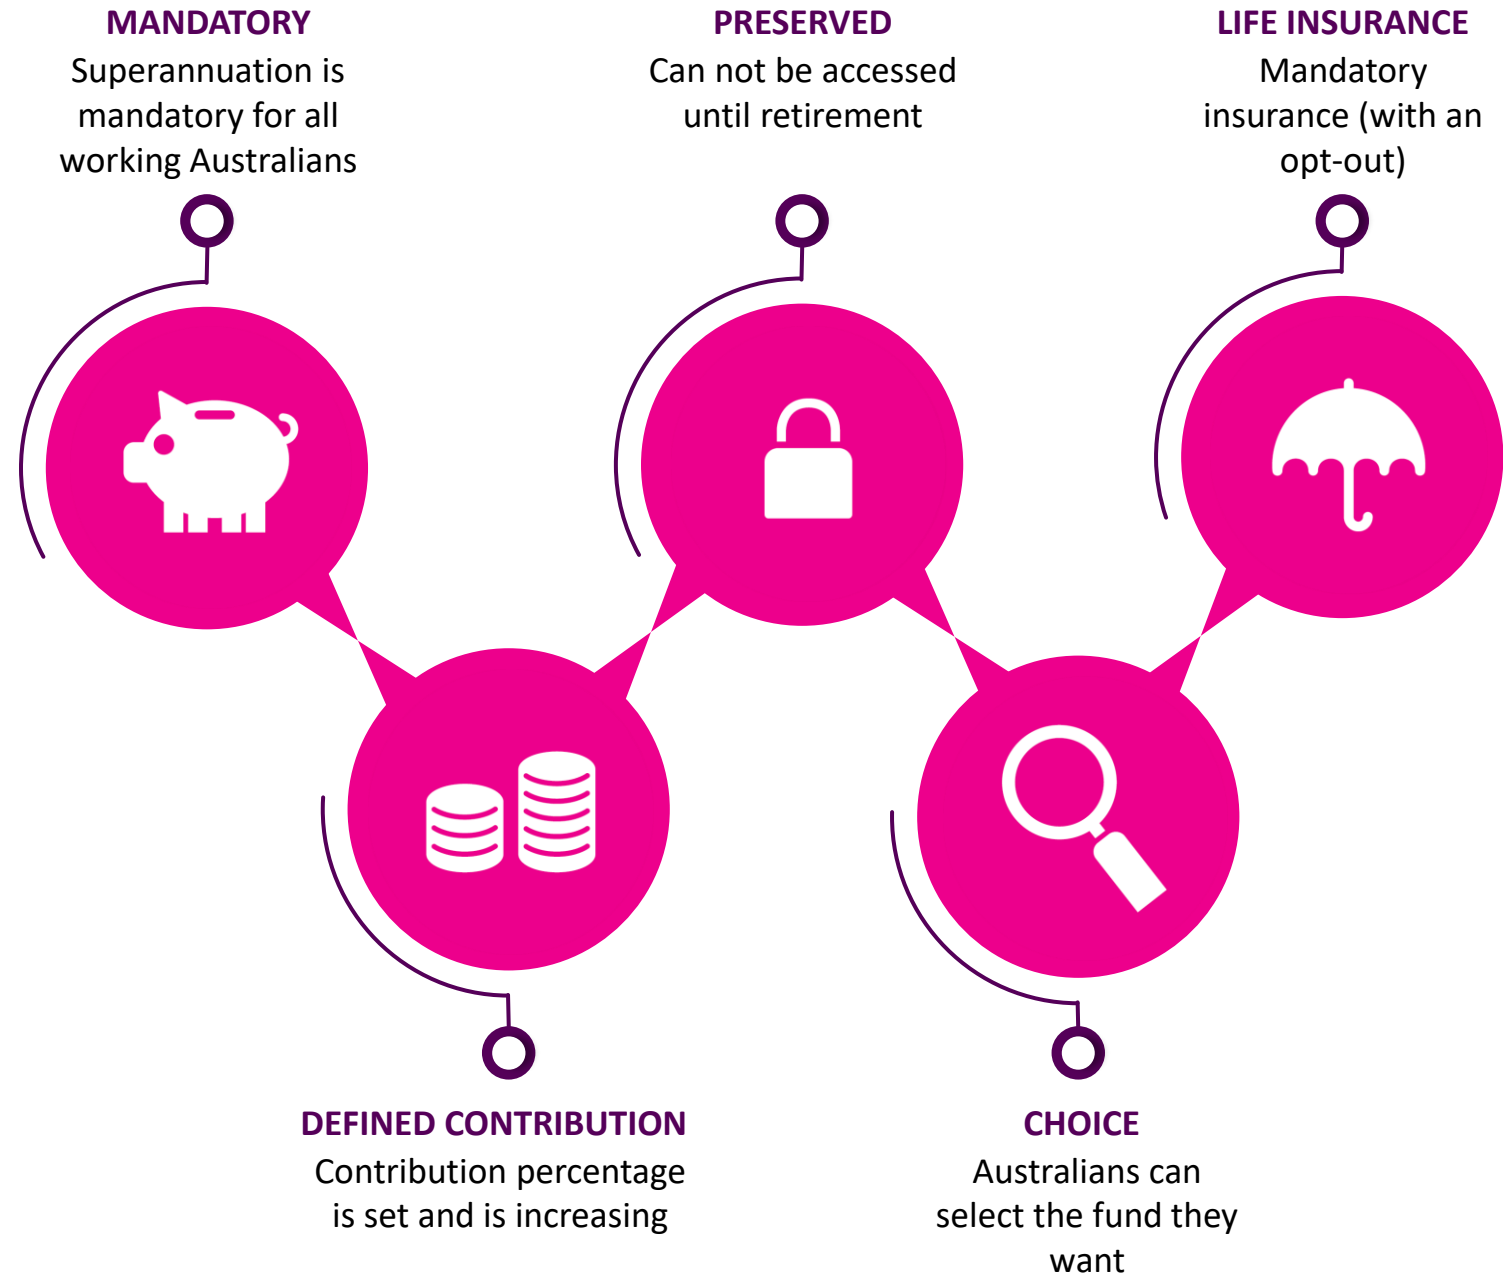 MANDATORY
Superannuation is
mandatory for all
working Australians
PRESERVED
Can not be accessed
until retirement
LIFE INSURANCE
Mandatory
insurance (with an
opt-out)
DEFINED CONTRIBUTION
Contribution percentage
is set and is increasing
CHOICE
Australians can
select the fund they
want